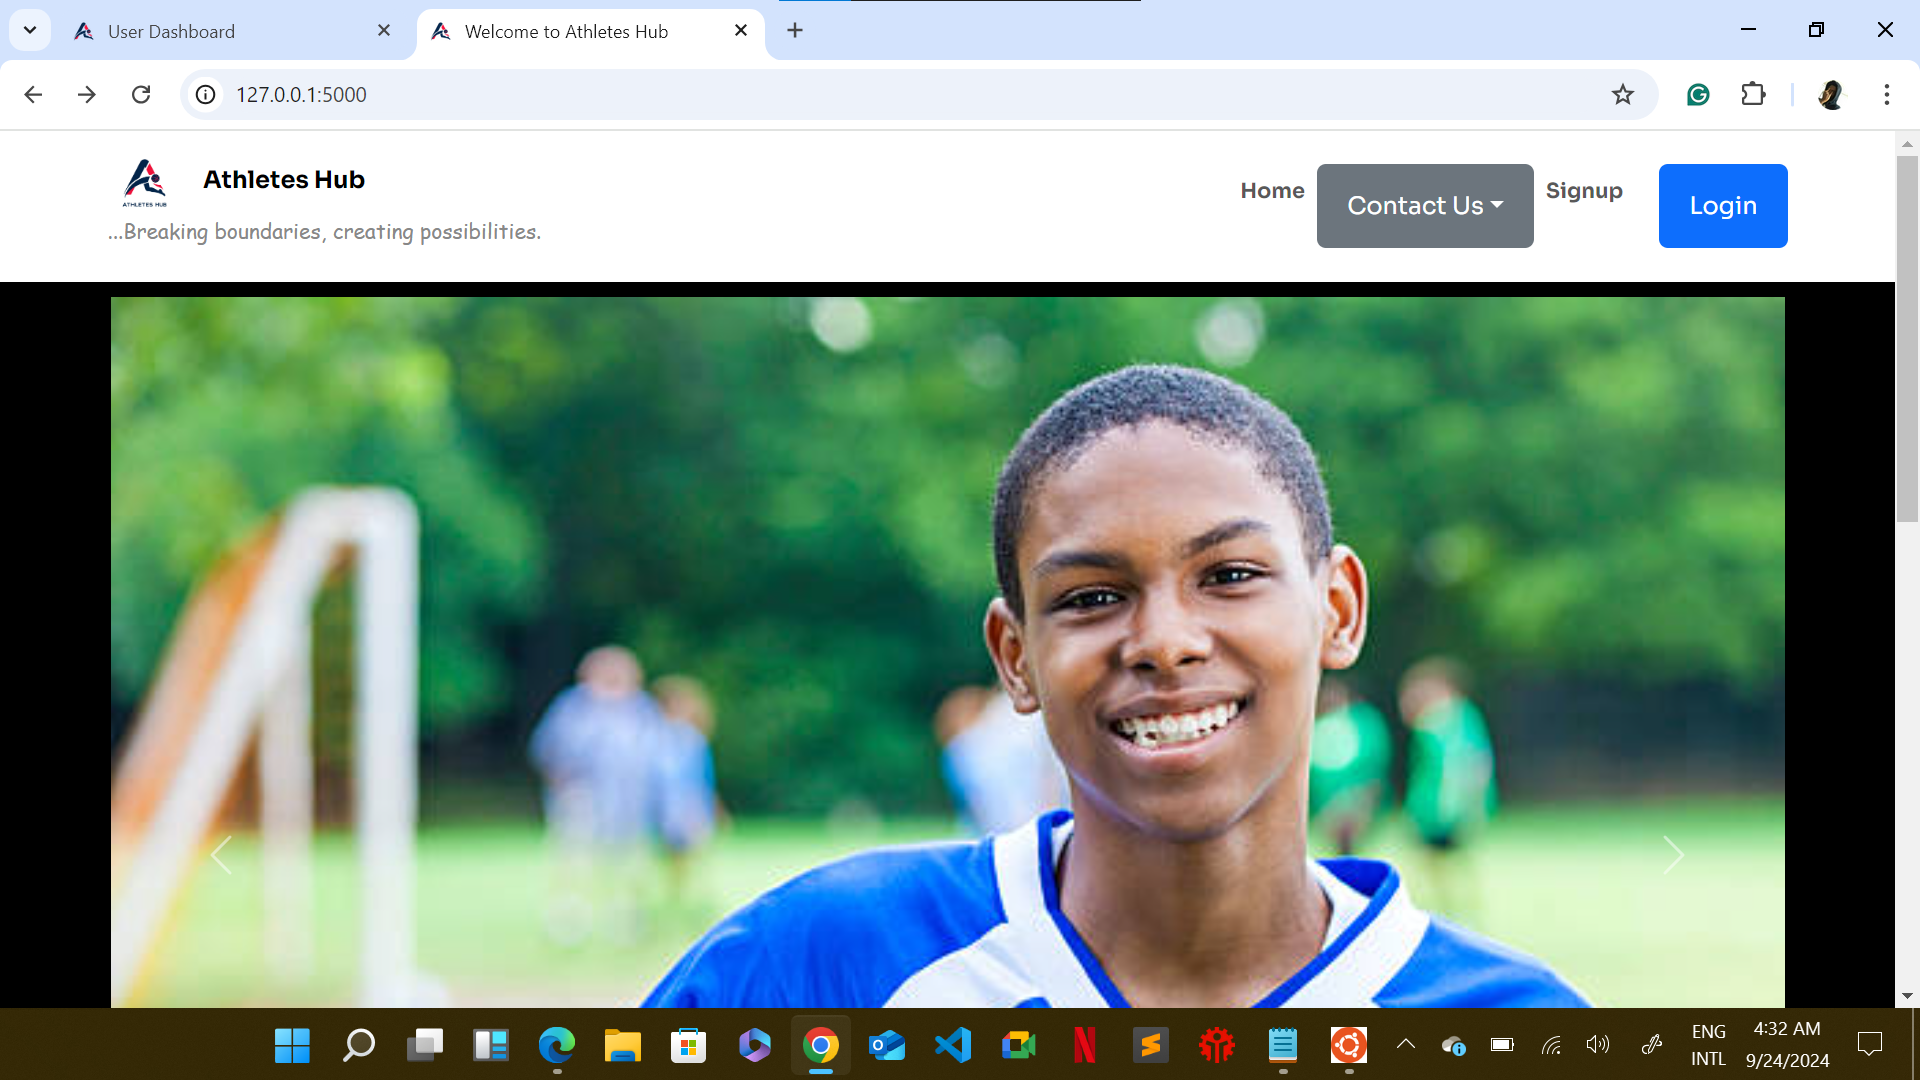 User Dashboard
Welcome to Athletes Hub
127.0.0.1:5000
ATHLETES HUB
Athletes Hub
...Breaking boundaries, creating possibilities.
Home
Contact Us
Signup
Login
ENG
INTL
4:32 AM
9/24/2024